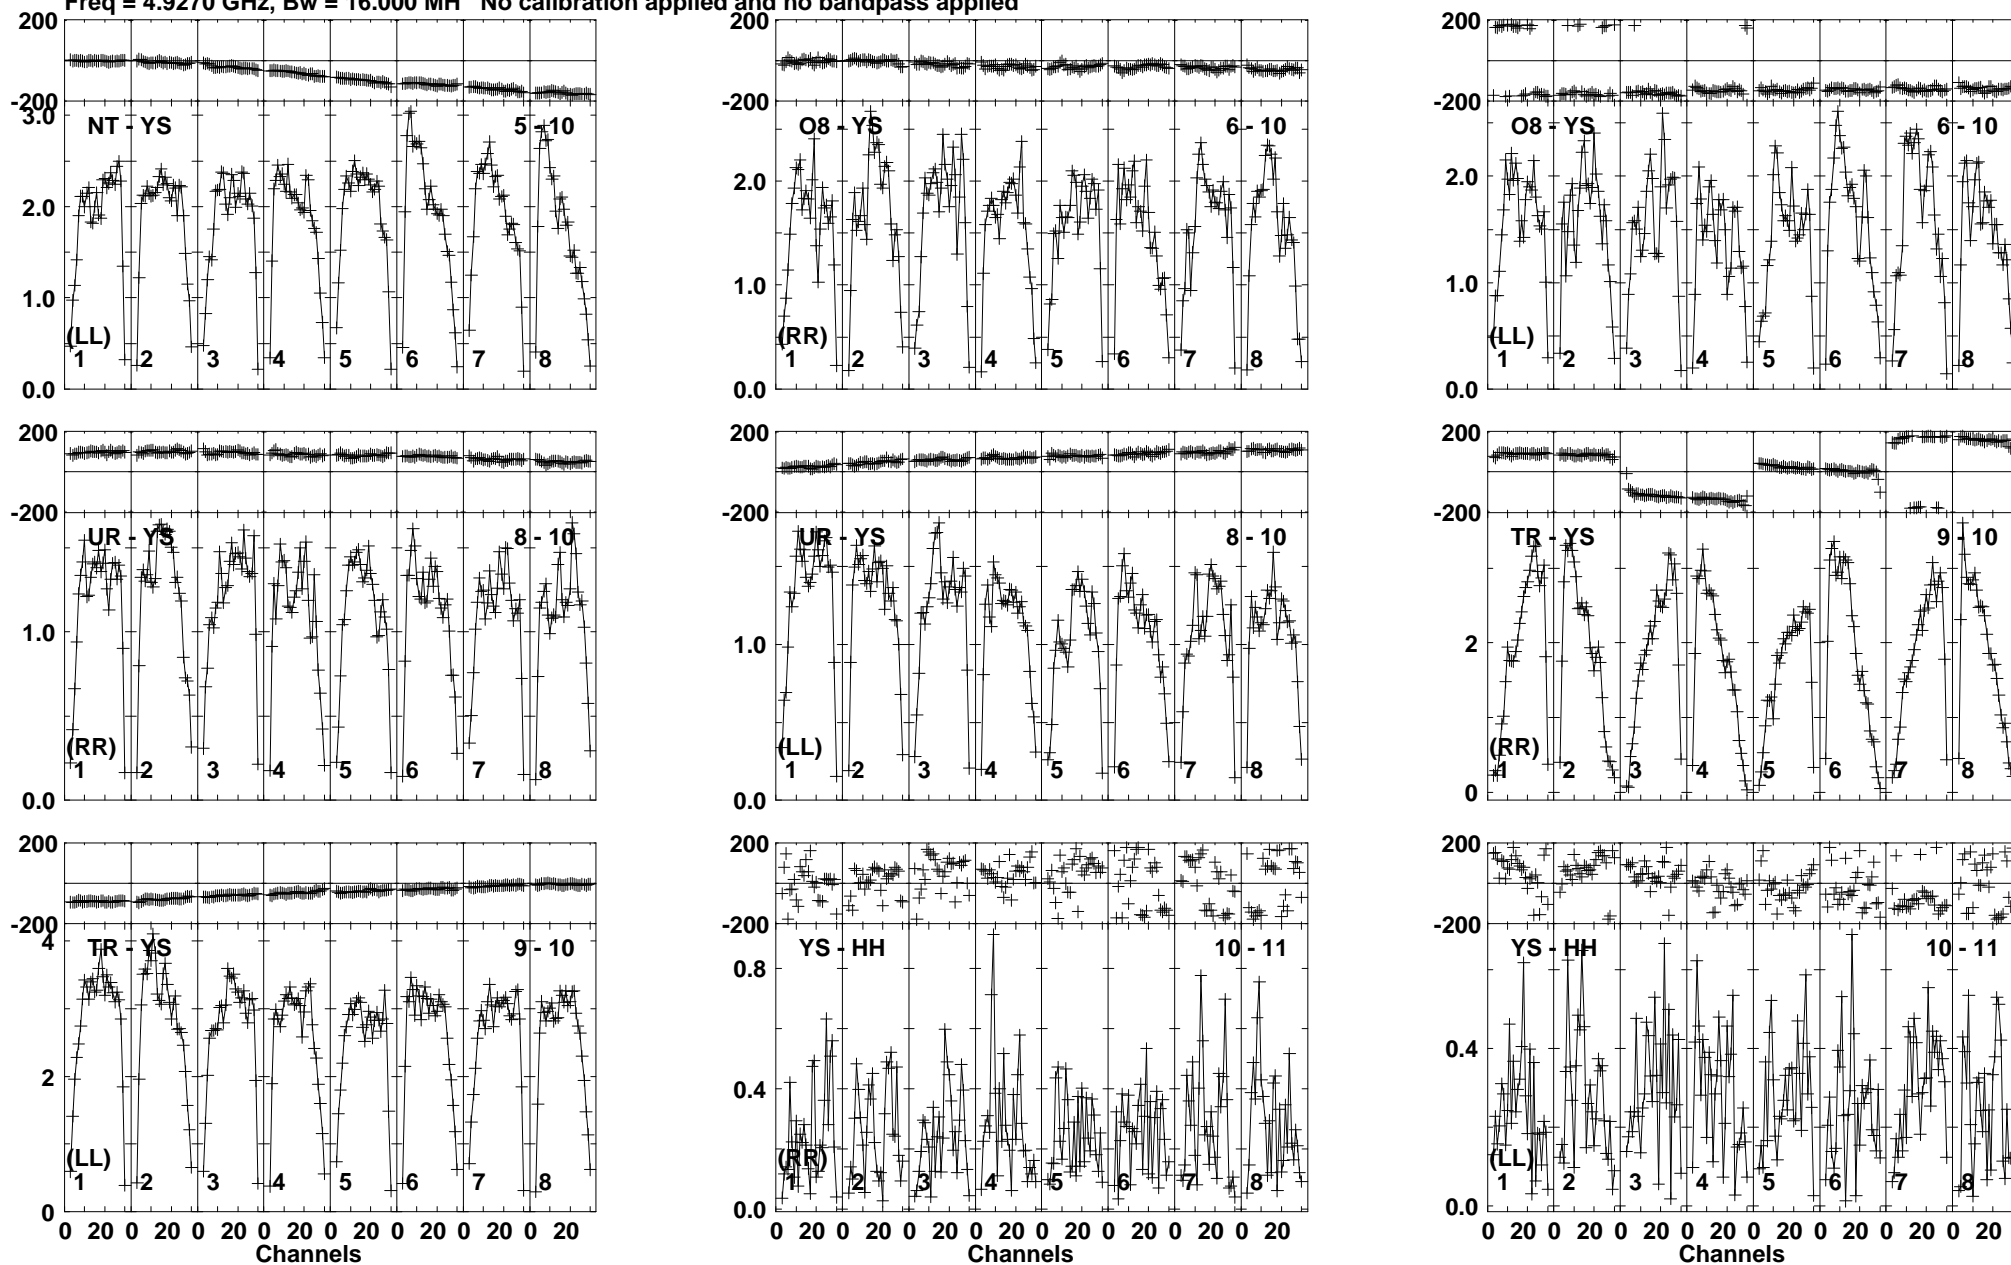 Freq = 4.9270 GHz, Bw = 16.000 MH No calibration applied and no bandpass applied
200 200 200
-200 -200 -200
3.0 NT - YS 5 - 10 O8 - YS 6 - 10 O8 - YS 6 - 10
2.0 2.0 2.0
1.0 1.0 1.0
(LL) (RR) (LL)
1 2 3 4 5 6 7 8 1 2 3 4 5 6 7 8 1 2 3 4 5 6 7 8
0.0 0.0 0.0
200 200 200
-200 -200 -200
UR - YS 8 - 10 UR - YS 8 - 10 TR - YS 9 - 10
1.0 1.0 2
(RR) (LL) (RR)
1 2 3 4 5 6 7 8 1 2 3 4 5 6 7 8 1 2 3 4 5 6 7 8
0.0 0.0 0
200 200 200
-200 -200 -200
4 TR - YS 9 - 10 YS - HH 10 - 11 YS - HH 10 - 11
0.8
2 0.4 0.4
(LL) (RR) (LL)
1 2 3 4 5 6 7 8 1 2 3 4 5 6 7 8 1 2 3 4 5 6 7 8
0 0.0 0.0
0 20 0 20 0 20 0 20 0 20 0 20 0 20 0 20 0 20 0 20 0 20 0 20 0 20 0 20 0 20 0 20 0 20 0 20 0 20 0 20 0 20 0 20 0 20 0 20
Channels Channels Channels